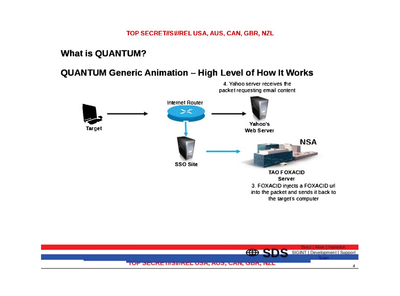 TOP SECRET//SI//REL USA, AUS, CAN, GBR, NZL
What is QUANTUM?
QUANTUM Generic Animation – High Level of How It Works
4. Yahoo server receives the
packet requesting email content
Internet Router
Target
Yahoo's
Web Server
NSA
SSO Site
TAO FOXACID
Server
3. FOXACID injects a FOXACID url
into the packet and sends it back to
the target's computer
SDS
SIGINT | Development | Support
TOP SECRET//SI//REL USA, AUS, CAN, GBR, NZL